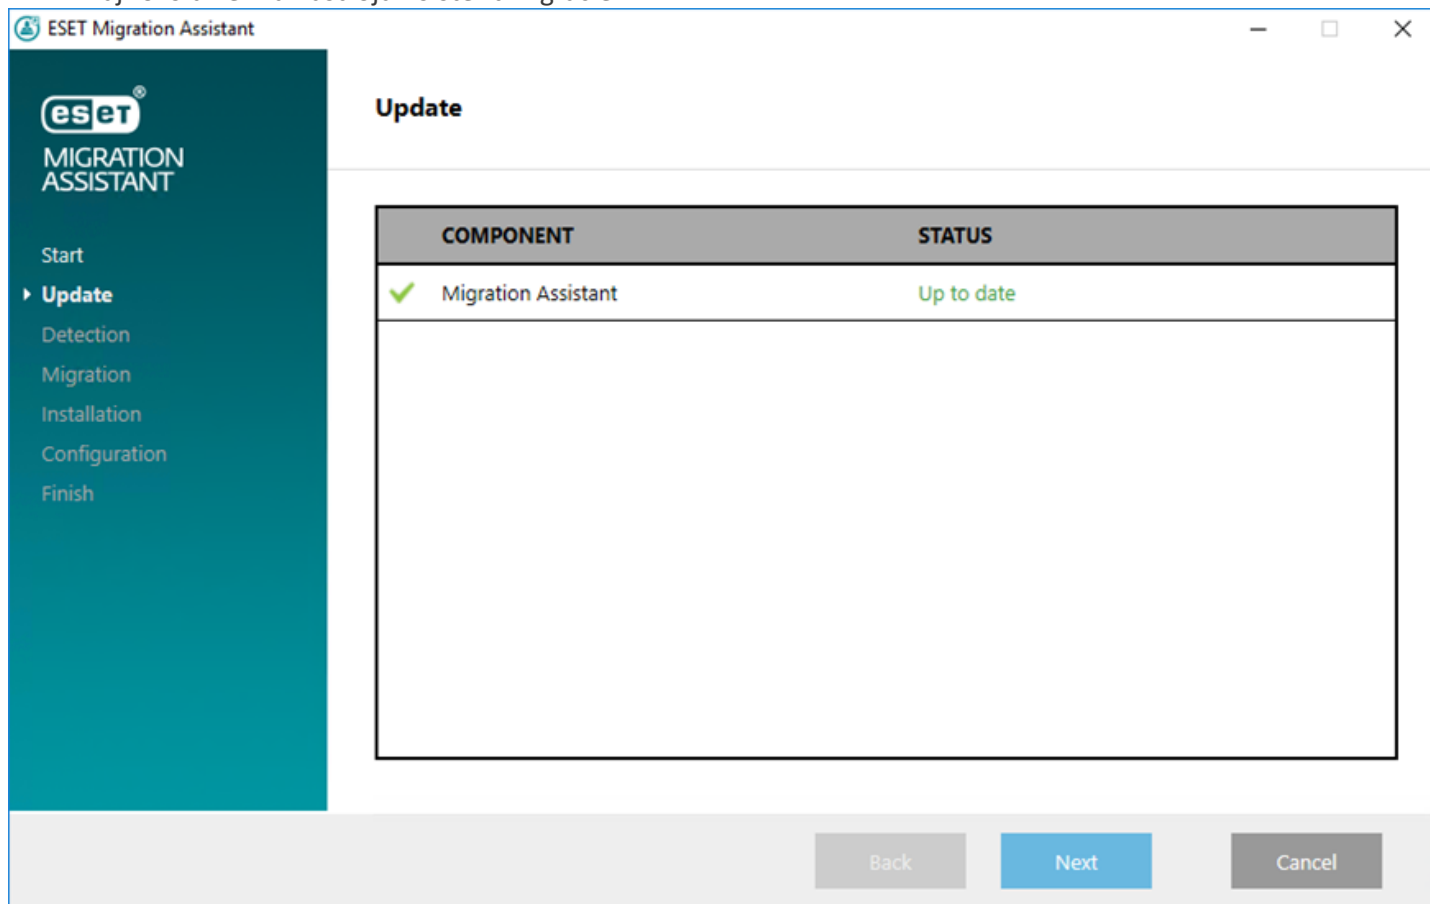 ESET Migration Assistant
eset®
MIGRATION
ASSISTANT
Start
Update
Detection
Migration
Installation
Configuration
Finish
Update
COMPONENT STATUS
Migration Assistant Up to date
Back Next Cancel